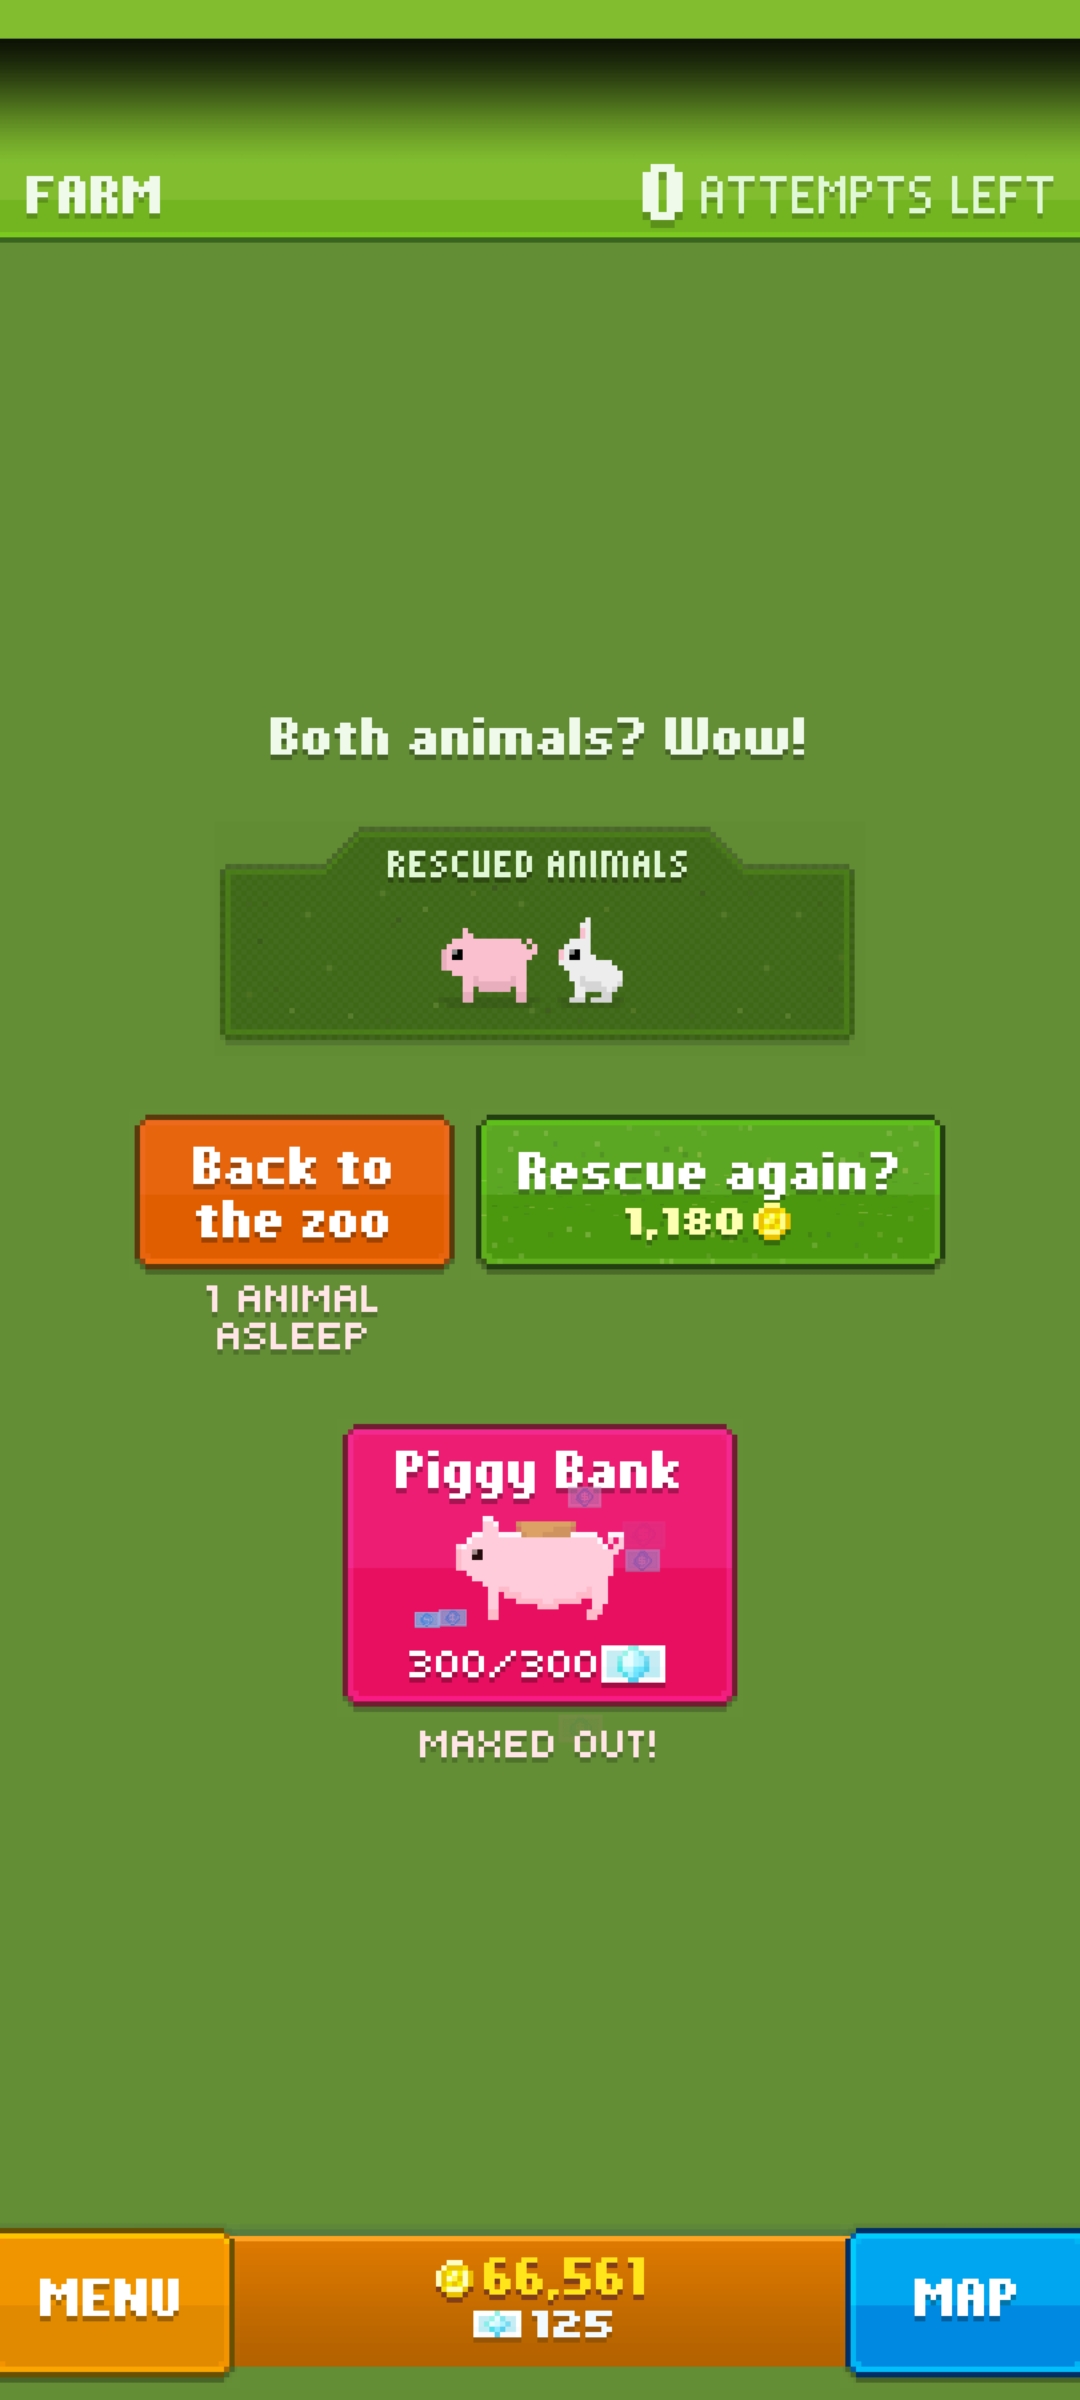 FARM
0 ATTEMPTS LEFT
Both animals? Wow!
RESCUED ANIMALS
Back to
the zoo
Rescue again?
1,180
1 ANIMAL
ASLEEP
Piggy Bank
300/300
MAXED OUT!
MENU
66,561
125
MAP